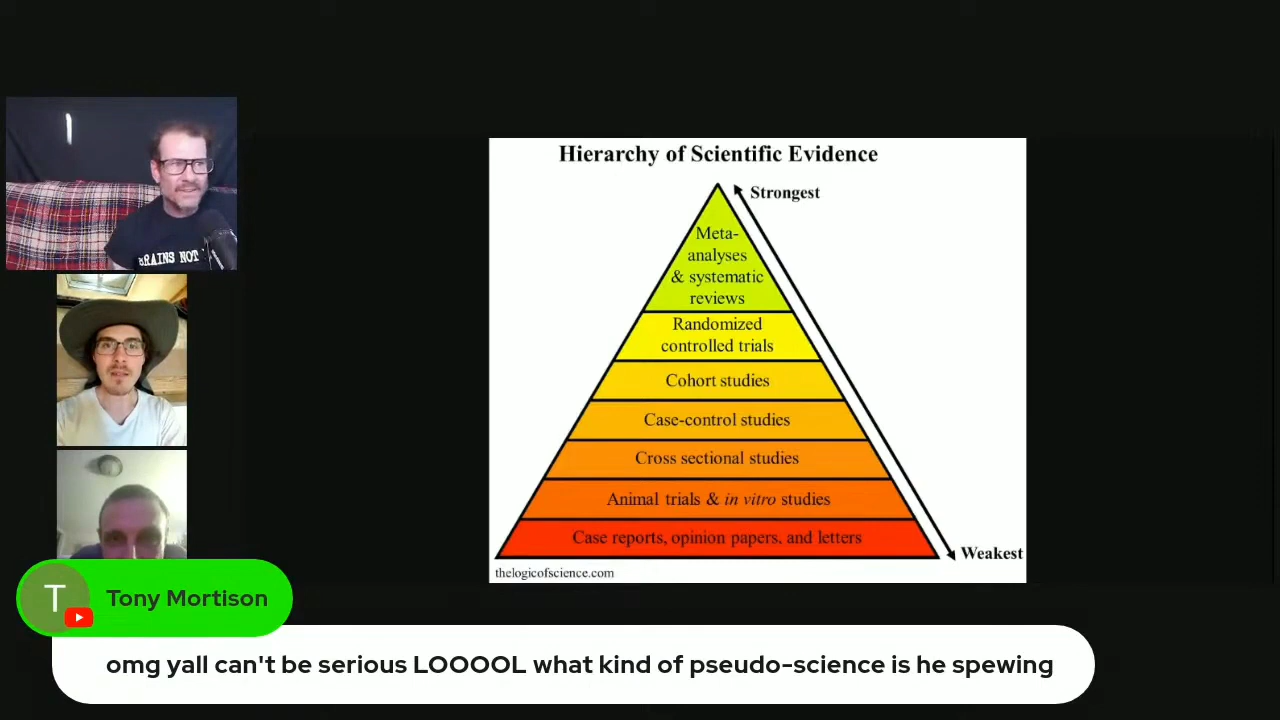 Hierarchy of Scientific Evidence
Strongest
Meta-
analyses
& systematic
reviews
Randomized
controlled trials
Cohort studies
Case-control studies
Cross sectional studies
Animal trials & in vitro studies
Case reports, opinion papers, and letters
Weakest
thelogicofscience.com
NOT
T
Tony Mortison
omg yall can't be serious LOOOOL what kind of pseudo-science is he spewing